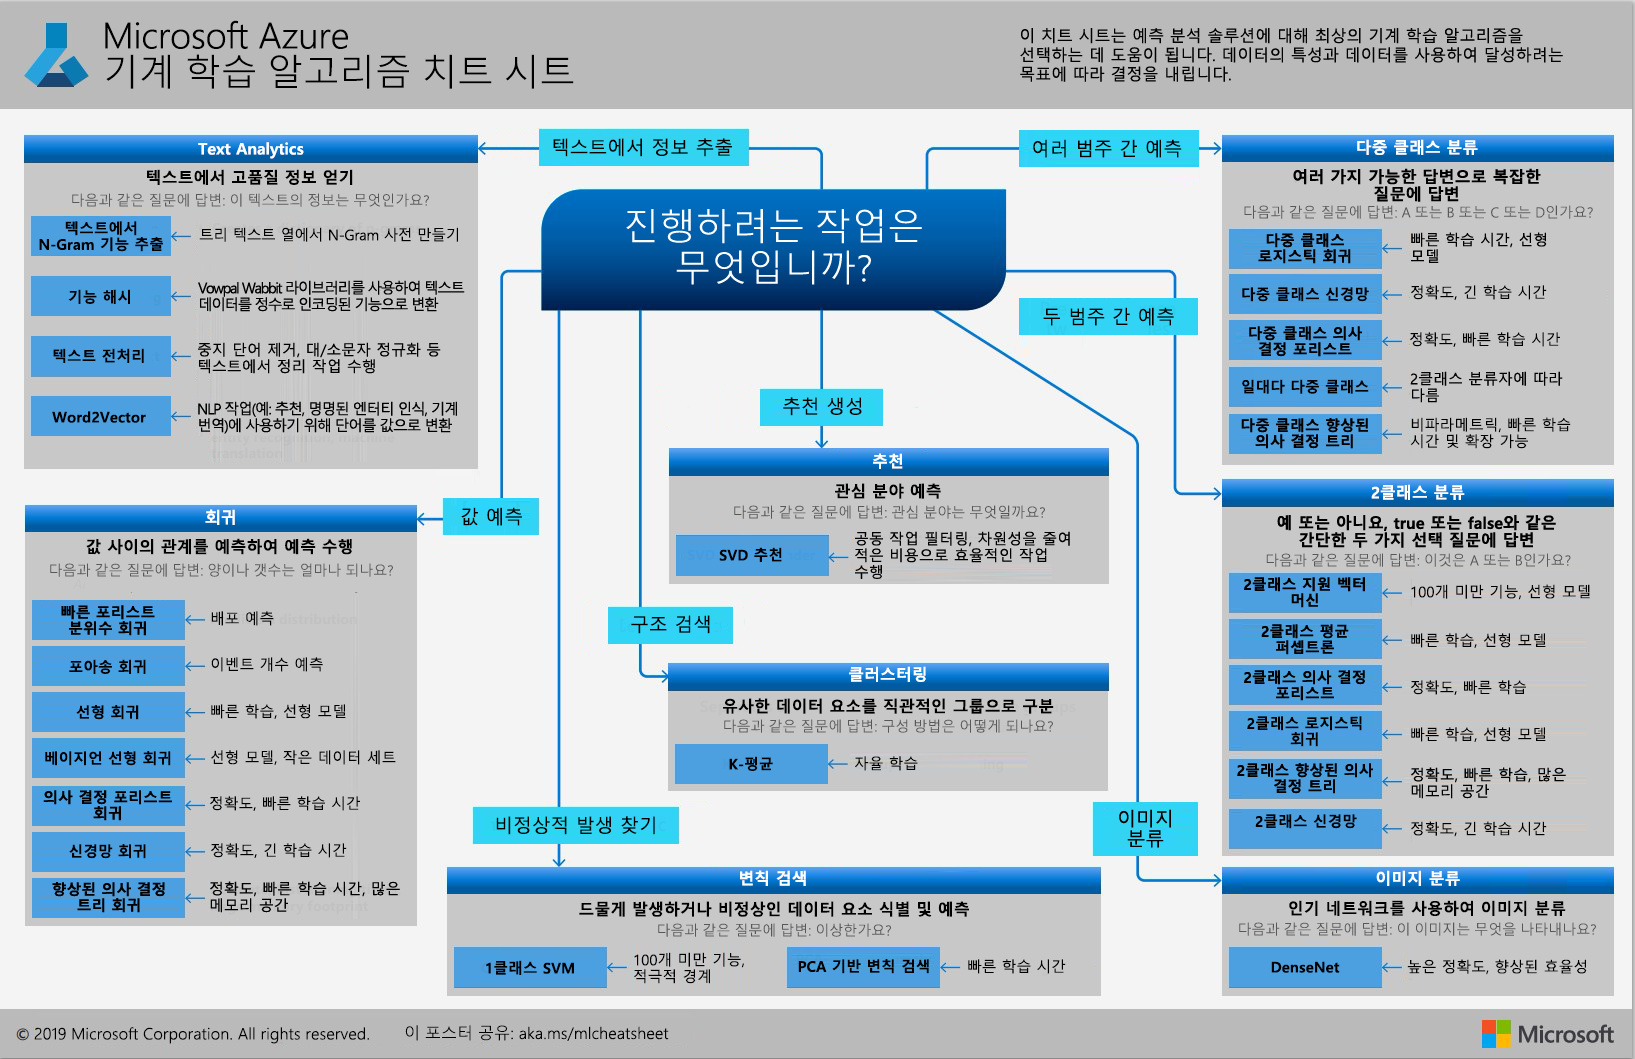 Microsoft Azure
기계 학습 알고리즘 치트 시트
이 치트 시트는 예측 분석 솔루션에 대해 최상의 기계 학습 알고리즘을
선택하는 데 도움이 됩니다. 데이터의 특성과 데이터를 사용하여 달성하려는
목표에 따라 결정을 내립니다.
진행하려는 작업은
무엇입니까?
텍스트에서 정보 추출
Text Analytics
텍스트에서 고품질 정보 얻기
다음과 같은 질문에 답변: 이 텍스트의 정보는 무엇인가요?
텍스트에서
N-Gram 기능 추출
트리 텍스트 열에서 N-Gram 사전 만들기
기능 해시
Vowpal Wabbit 라이브러리를 사용하여 텍스트
데이터를 정수로 인코딩된 기능으로 변환
텍스트 전처리
중지 단어 제거, 대/소문자 정규화 등
텍스트에서 정리 작업 수행
Word2Vector
NLP 작업(예: 추천, 명명된 엔터티 인식, 기계
번역)에 사용하기 위해 단어를 값으로 변환
translation
값 예측
회귀
값 사이의 관계를 예측하여 예측 수행
다음과 같은 질문에 답변: 양이나 갯수는 얼마나 되나요?
빠른 포리스트
분위수 회귀
배포 예측
distribution
포아송 회귀
이벤트 개수 예측
선형 회귀
빠른 학습, 선형 모델
베이지언 선형 회귀
선형 모델, 작은 데이터 세트
의사 결정 포리스트
회귀
정확도, 빠른 학습 시간
신경망 회귀
정확도, 긴 학습 시간
향상된 의사 결정
트리 회귀
정확도, 빠른 학습 시간, 많은
메모리 공간
footprint
추천 생성
추천
관심 분야 예측
다음과 같은 질문에 답변: 관심 분야는 무엇일까요?
SVD 추천
공동 작업 필터링, 차원성을 줄여
적은 비용으로 효율적인 작업
수행
구조 검색
클러스터링
유사한 데이터 요소를 직관적인 그룹으로 구분
다음과 같은 질문에 답변: 구성 방법은 어떻게 되나요?
K-평균
자율 학습
비정상적 발생 찾기
변칙 검색
드물게 발생하거나 비정상인 데이터 요소 식별 및 예측
다음과 같은 질문에 답변: 이상한가요?
1클래스 SVM
100개 미만 기능,
적극적 경계
PCA 기반 변칙 검색
빠른 학습 시간
여러 범주 간 예측
다중 클래스 분류
여러 가지 가능한 답변으로 복잡한
질문에 답변
다음과 같은 질문에 답변: A 또는 B 또는 C 또는 D인가요?
다중 클래스
로지스틱 회귀
빠른 학습 시간, 선형
모델
다중 클래스 신경망
정확도, 긴 학습 시간
다중 클래스 의사
결정 포리스트
정확도, 빠른 학습 시간
일대다 다중 클래스
2클래스 분류자에 따라
다름
다중 클래스 향상된
의사 결정 트리
비파라메트릭, 빠른 학습
시간 및 확장 가능
두 범주 간 예측
2클래스 분류
예 또는 아니요, true 또는 false와 같은
간단한 두 가지 선택 질문에 답변
다음과 같은 질문에 답변: 이것은 A 또는 B인가요?
2클래스 지원 벡터
머신
100개 미만 기능, 선형 모델
2클래스 평균
퍼셉트론
빠른 학습, 선형 모델
2클래스 의사 결정
포리스트
정확도, 빠른 학습
2클래스 로지스틱
회귀
빠른 학습, 선형 모델
2클래스 향상된 의사
결정 트리
정확도, 빠른 학습, 많은
메모리 공간
2클래스 신경망
정확도, 긴 학습 시간
이미지
분류
이미지 분류
인기 네트워크를 사용하여 이미지 분류
다음과 같은 질문에 답변: 이 이미지는 무엇을 나타내나요?
DenseNet
높은 정확도, 향상된 효율성
© 2019 Microsoft Corporation. All rights reserved.
이 포스터 공유: aka.ms/mlcheatsheet
Microsoft